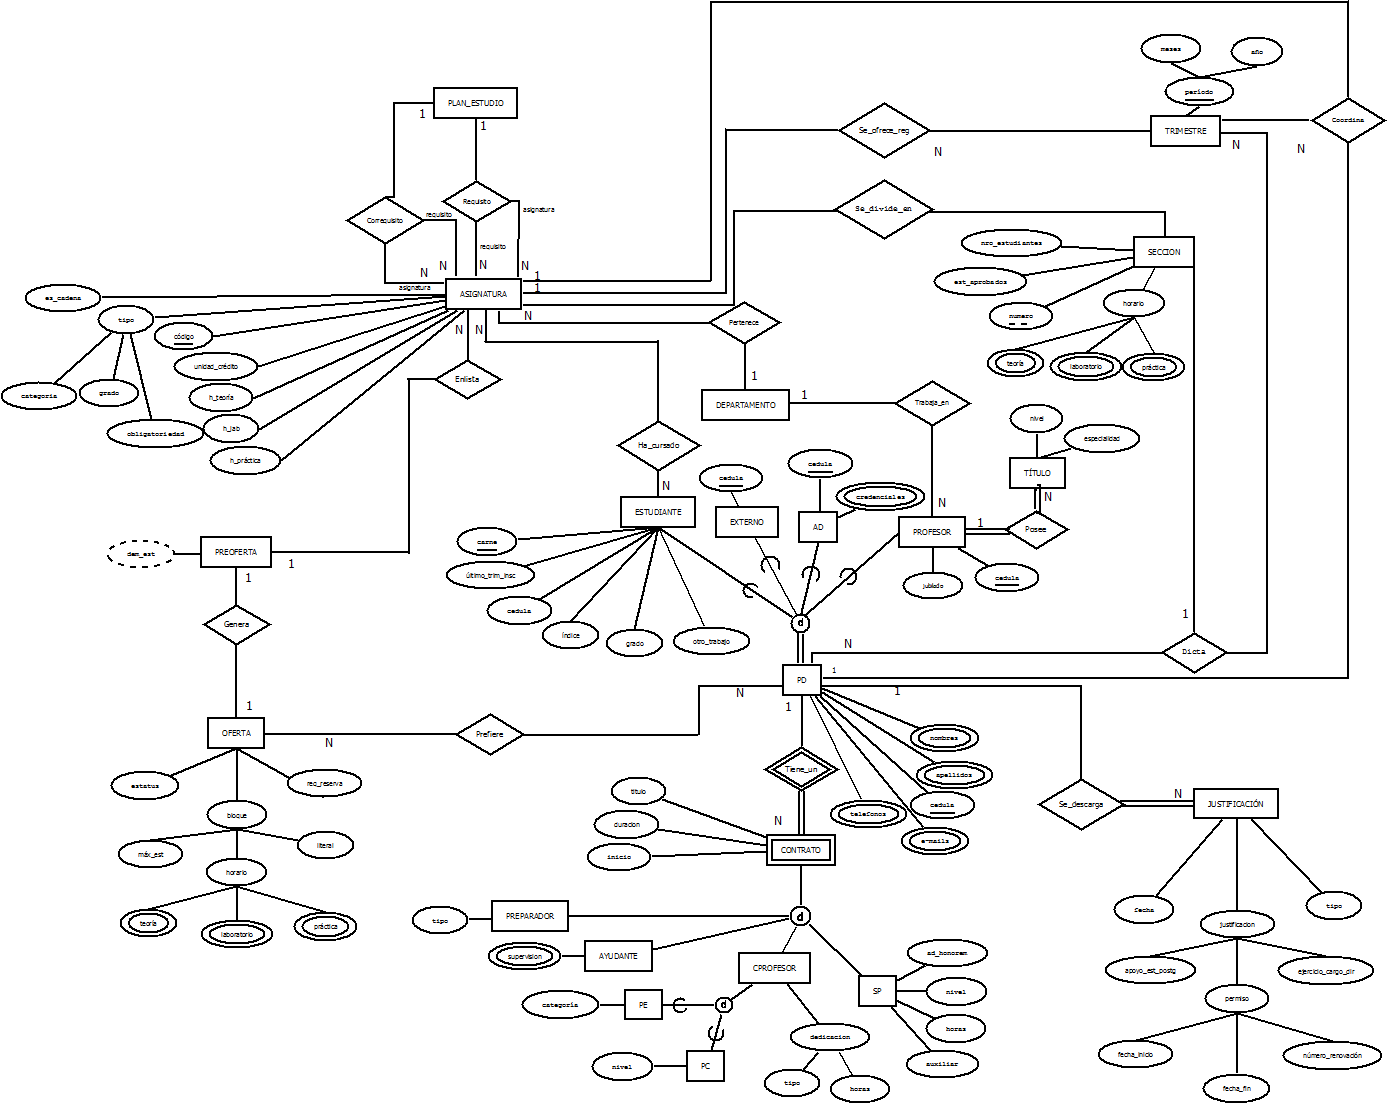 meses
año
periodo
TRIMESTRE
Coordina
N
N
PLAN_ESTUDIO
1
1
Se_ofrece_reg
N
Requisito
asignatura
Correquisito
requisito
requisito
Se_divide_en
nro_estudiantes
SECCION
est_aprobados
horario
numero
teoría
laboratorio
práctica
N
N
N
N
asignatura
ASIGNATURA
1
1
N
N
N
es_cadena
tipo
código
unidad_crédito
categoria
grado
h_teoría
obligatoriedad
h_lab
h_práctica
Enlista
Pertenece
1
DEPARTAMENTO
1
Trabaja_en
nivel
especialidad
TÍTULO
N
Ha_cursado
N
ESTUDIANTE
cedula
EXTERNO
cedula
credenciales
AD
N
PROFESOR
1
Posee
jubilado
cedula
carne
último_trim_insc
cedula
índice
grado
otro_trabajo
dem_est
PREOFERTA
1
1
Genera
1
d
1
Dicta
N
PD
1
1
N
1
OFERTA
N
Prefiere
Tiene_un
nombres
apellidos
cedula
e-mails
telefonos
Se_descarga
N
JUSTIFICACIÓN
estatus
req_reserva
bloque
máx_est
literal
horario
teoría
laboratorio
práctica
titulo
duracion
inicio
N
CONTRATO
d
tipo
PREPARADOR
supervision
AYUDANTE
CPROFESOR
SP
ad_honorem
nivel
horas
auxiliar
categoria
PE
d
nivel
PC
dedicacion
tipo
horas
fecha
tipo
justificacion
apoyo_est_postg
ejercicio_cargo_dir
permiso
fecha_inicio
número_renovación
fecha_fin